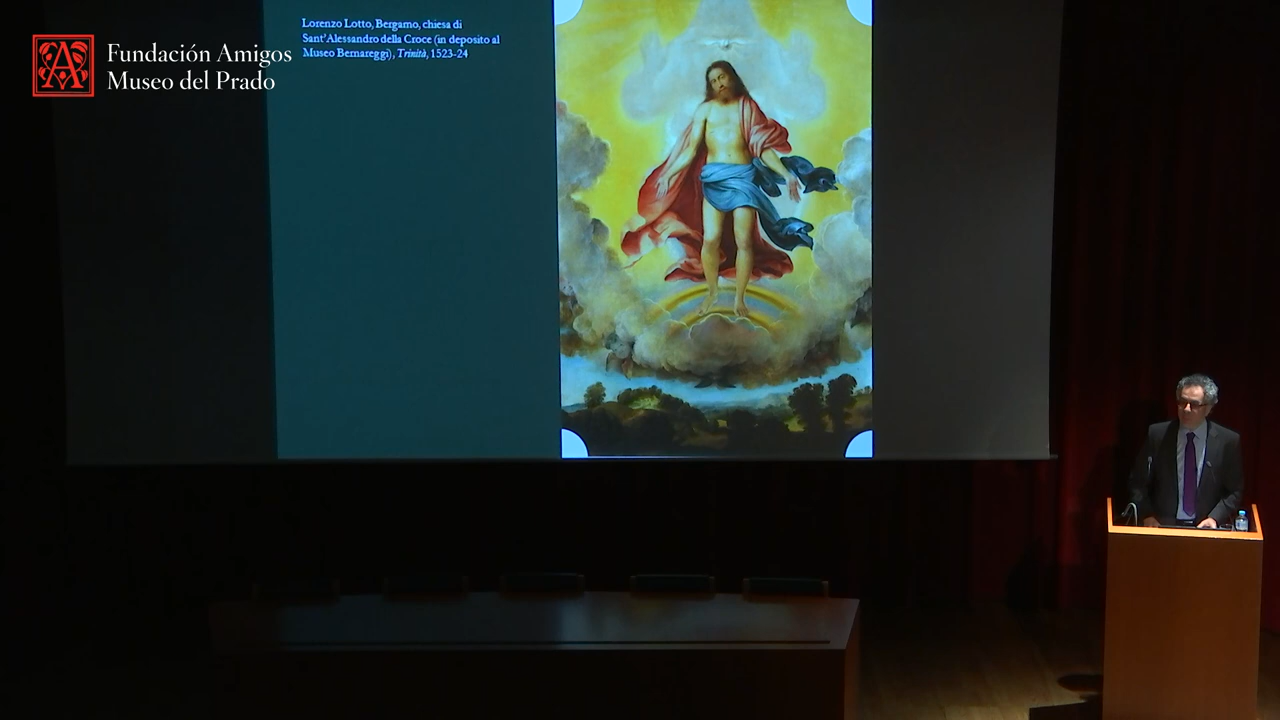 Fundación Amigos
Museo del Prado
Lorenzo Lotto, Bergamo, chiesa di
Sant'Alessandro della Croce (in deposito al
Museo Bernareggi), Trinità, 1523-24